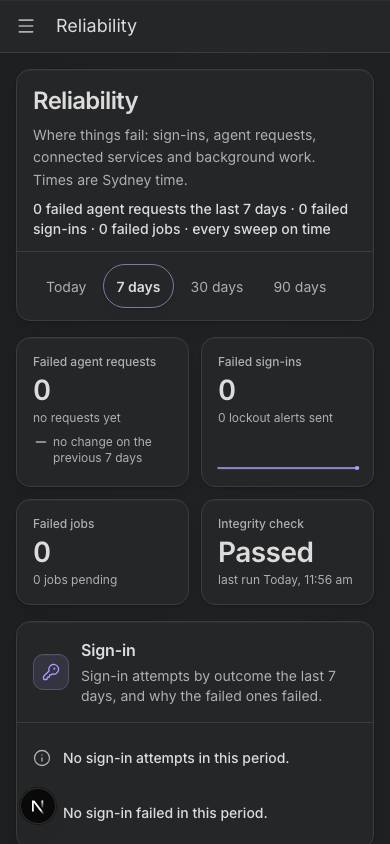 Reliability
Reliability
Where things fail: sign-ins, agent requests,
connected services and background work.
Times are Sydney time.
0 failed agent requests the last 7 days · 0 failed
sign-ins · 0 failed jobs · every sweep on time
Today 7 days 30 days 90 days
Failed agent requests
0
no requests yet
no change on the
previous 7 days
Failed sign-ins
0
0 lockout alerts sent
Failed jobs
0
0 jobs pending
Integrity check
Passed
last run Today, 11:56 am
Sign-in
Sign-in attempts by outcome the last 7
days, and why the failed ones failed.
No sign-in attempts in this period.
N
No sign-in failed in this period.